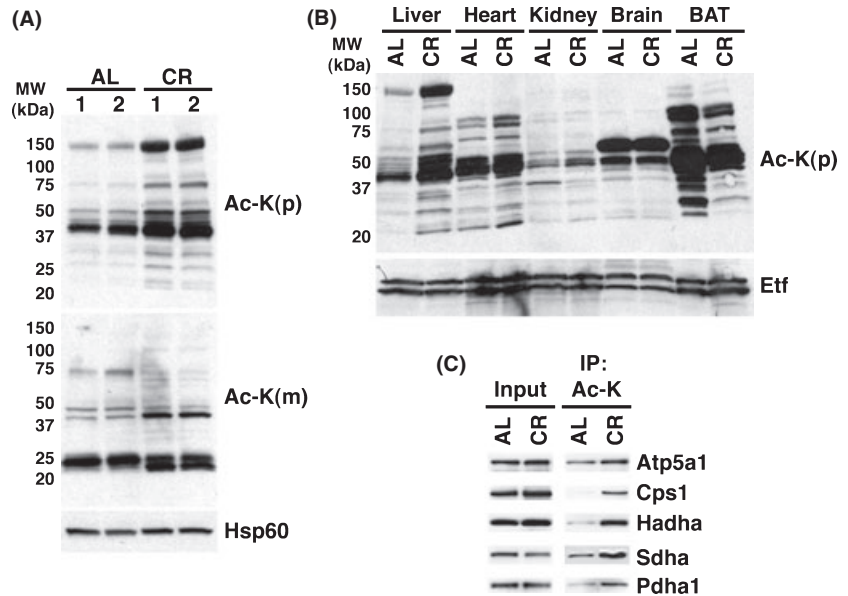 (A)
AL CR
MW (kDa) 1 2 1 2
150
100
75
50
37
25
20
Ac-K(p)
150
100
75
50
37
25
20
Ac-K(m)
Hsp60
(B)
Liver Heart Kidney Brain BAT
MW (kDa) AL CR AL CR AL CR AL CR AL CR
150
100
75
50
37
20
Ac-K(p)
Etf
(C)
IP:
Input Ac-K
AL CR AL CR
Atp5a1
Cps1
Hadha
Sdha
Pdha1